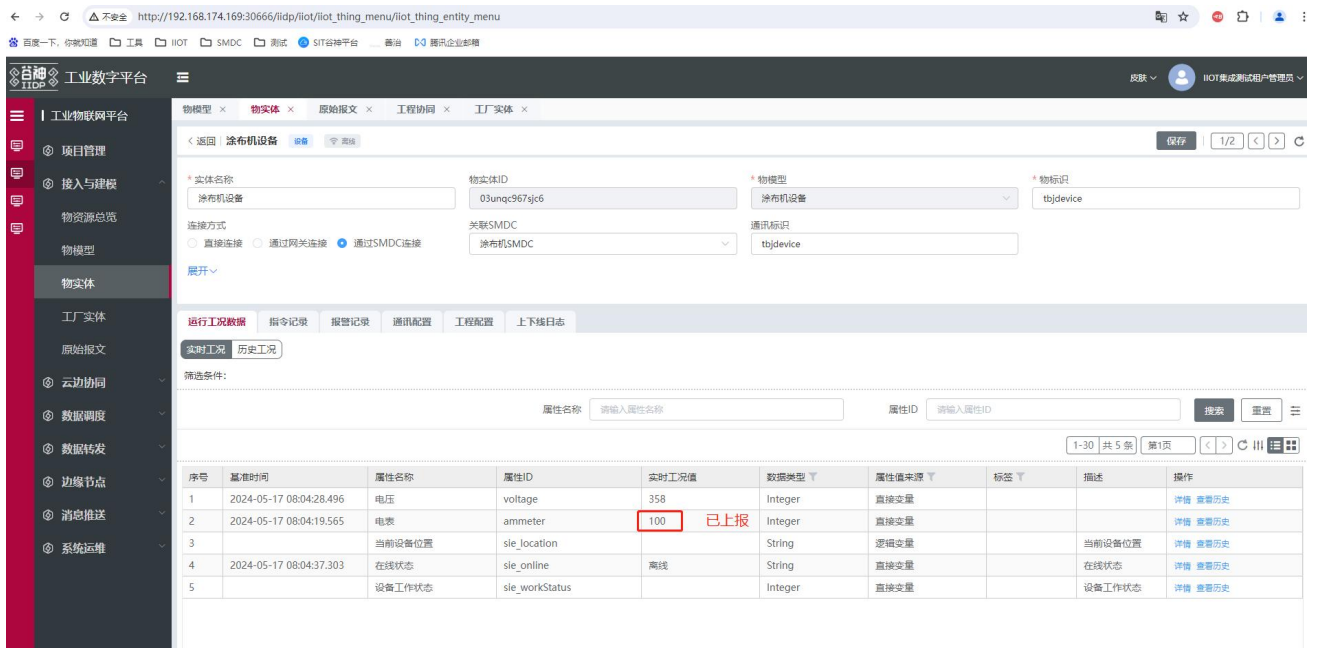 不安全 http://192.168.174.169:30666/iidp/iiot/iiot_thing_menu/iiot_thing_entity_menu
百度一下，你就知道 工具 IIOT SMDC 测试 SIT谷神平台 善治 腾讯企业邮箱
谷神 IIDP 工业数字平台 皮肤 IIOT集成测试租户管理员
工业物联网平台
项目管理
接入与建模
物资源总览
物模型
物实体
工厂实体
原始报文
云边协同
数据调度
数据转发
边缘节点
消息推送
系统运维
物模型 × 物实体 × 原始报文 × 工程协同 × 工厂实体 ×
< 返回 涂布机设备 设备 离线 保存 1/2 < >
* 实体名称 物实体ID * 物模型 * 物标识
涂布机设备 03unqc967sjc6 涂布机设备 tbjdevice
连接方式 关联SMDC 通讯标识
直接连接 通过网关连接 通过SMDC连接 涂布机SMDC tbjdevice
展开
运行工况数据 指令记录 报警记录 通讯配置 工程配置 上下线日志
实时工况 历史工况
筛选条件：
属性名称 请输入属性名称 属性ID 请输入属性ID 搜索 重置
1-30 共 5 条 第1页 < >
序号 基准时间 属性名称 属性ID 实时工况值 数据类型 属性值来源 标签 描述 操作
1 2024-05-17 08:04:28.496 电压 voltage 358 Integer 直接变量 详情 查看历史
2 2024-05-17 08:04:19.565 电表 ammeter 100 已上报 Integer 直接变量 详情 查看历史
3 当前设备位置 sie_location String 逻辑变量 当前设备位置 详情 查看历史
4 2024-05-17 08:04:37.303 在线状态 sie_online 离线 String 直接变量 在线状态 详情 查看历史
5 设备工作状态 sie_workStatus Integer 直接变量 设备工作状态 详情 查看历史